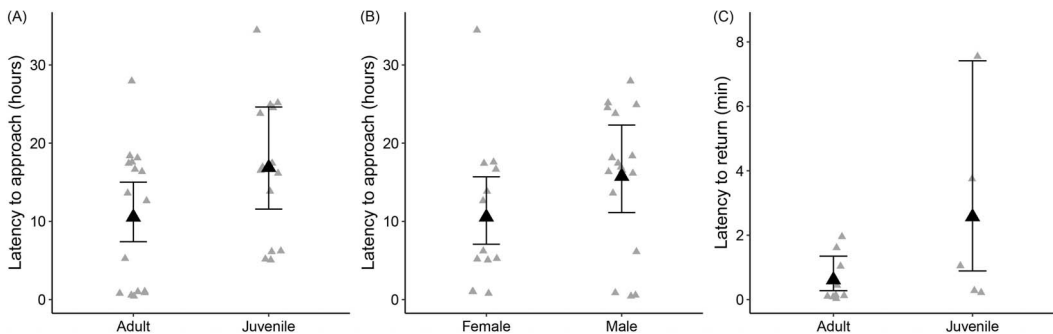 (A)
Latency to approach (hours)
30
20
10
0
Adult
Juvenile
(B)
Latency to approach (hours)
30
20
10
0
Female
Male
(C)
Latency to return (min)
8
6
4
2
0
Adult
Juvenile